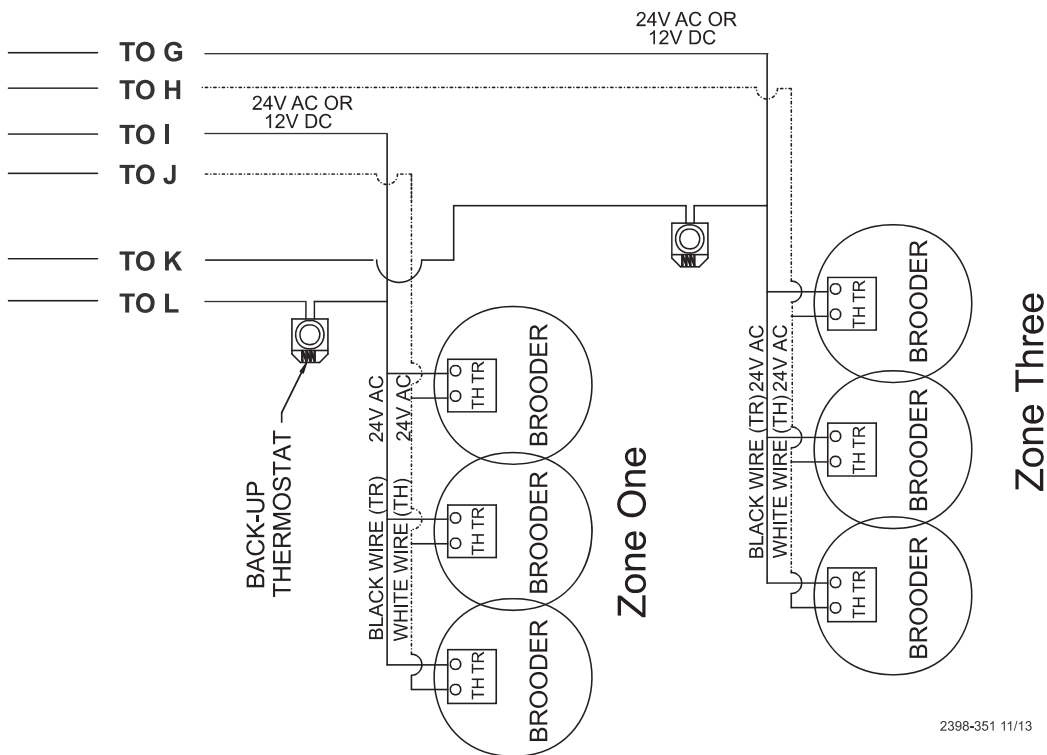 24V AC OR
12V DC
TO G
TO H
24V AC OR
12V DC
TO I
TO J
TO K
TO L
BACK-UP
THERMOSTAT
BLACK WIRE (TR) 24V AC
WHITE WIRE (TH) 24V AC
TH TR
BROODER
TH TR
BROODER
TH TR
BROODER
Zone One
BLACK WIRE (TR) 24V AC
WHITE WIRE (TH) 24V AC
TH TR
BROODER
TH TR
BROODER
TH TR
BROODER
Zone Three
2398-351 11/13